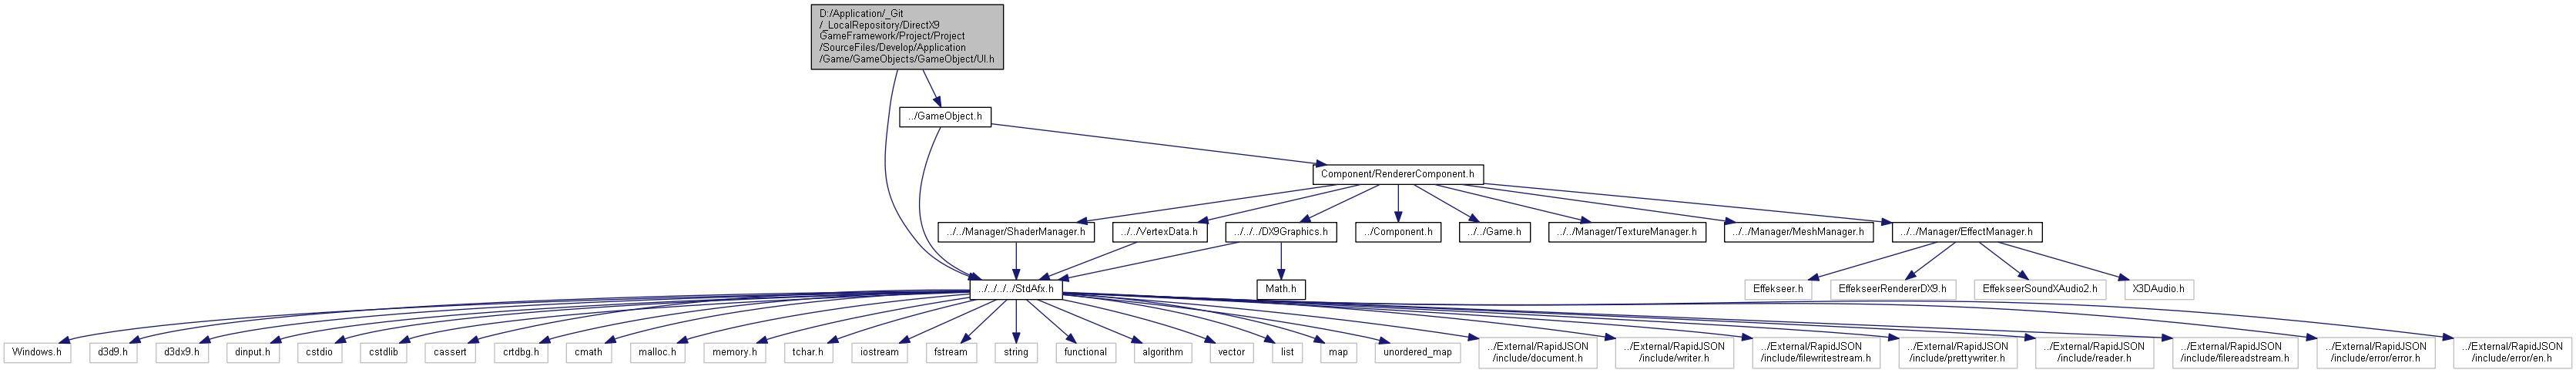 D:/Application/_Git
/_LocalRepository/DirectX9
GameFramework/Project/Project
/SourceFiles/Develop/Application
/Game/GameObjects/GameObject/UI.h
../GameObject.h
Component/RendererComponent.h
../../Manager/ShaderManager.h
../../VertexData.h
../../../DX9Graphics.h
../Component.h
../../Game.h
../../Manager/TextureManager.h
../../Manager/MeshManager.h
../../Manager/EffectManager.h
../../../../StdAfx.h
Math.h
Effekseer.h
EffekseerRendererDX9.h
EffekseerSoundXAudio2.h
X3DAudio.h
Windows.h
d3d9.h
d3dx9.h
dinput.h
cstdio
cstdlib
cassert
crtdbg.h
cmath
malloc.h
memory.h
tchar.h
iostream
fstream
string
functional
algorithm
vector
list
map
unordered_map
../External/RapidJSON
/include/document.h
../External/RapidJSON
/include/writer.h
../External/RapidJSON
/include/filewritestream.h
../External/RapidJSON
/include/prettywriter.h
../External/RapidJSON
/include/reader.h
../External/RapidJSON
/include/filereadstream.h
../External/RapidJSON
/include/error/error.h
../External/RapidJSON
/include/error/en.h